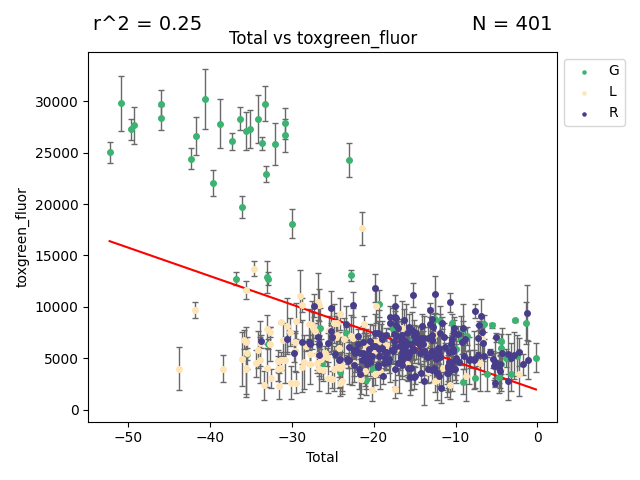 r^2 = 0.25 N = 401
Total vs toxgreen_fluor
G
L
R
30000
25000
20000
15000
10000
5000
0
toxgreen_fluor
−50 −40 −30 −20 −10 0
Total